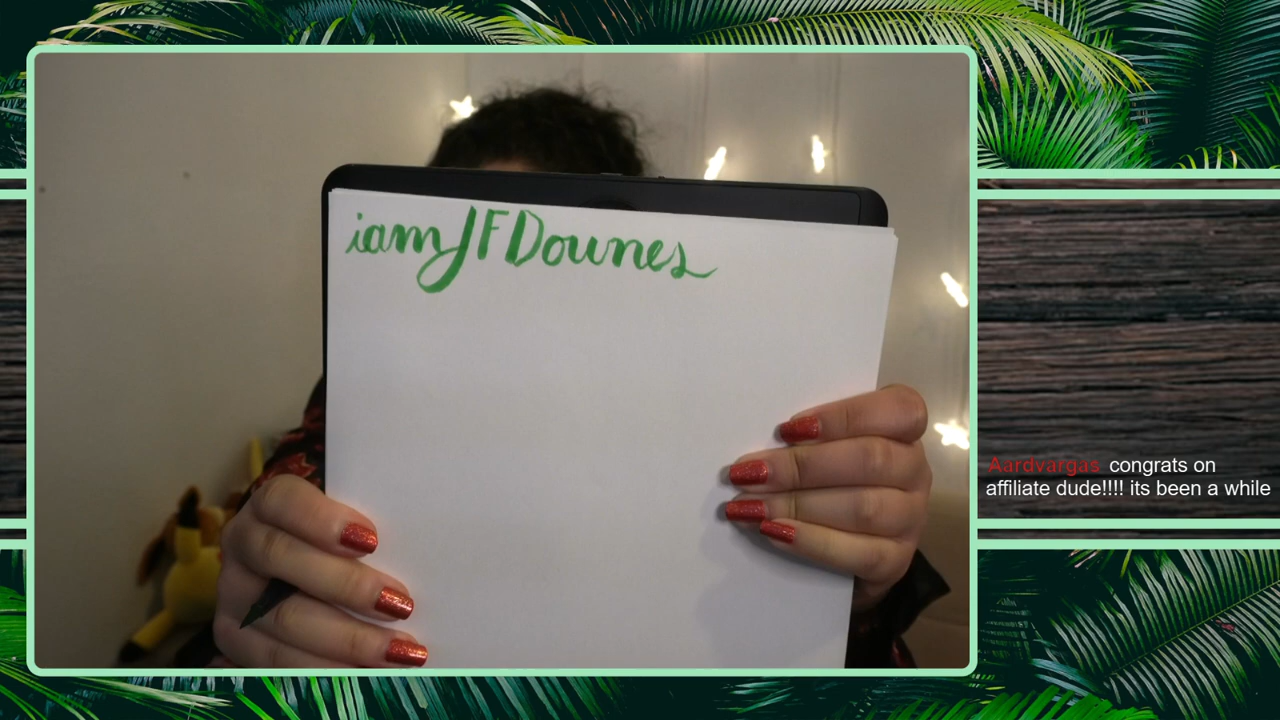 iamJFDownes
Aardvargas congrats on
affiliate dude!!!! its been a while